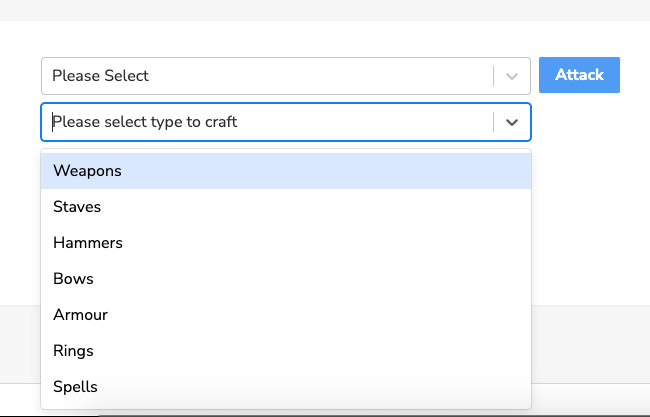 Please Select
Attack
Please select type to craft
Weapons
Staves
Hammers
Bows
Armour
Rings
Spells